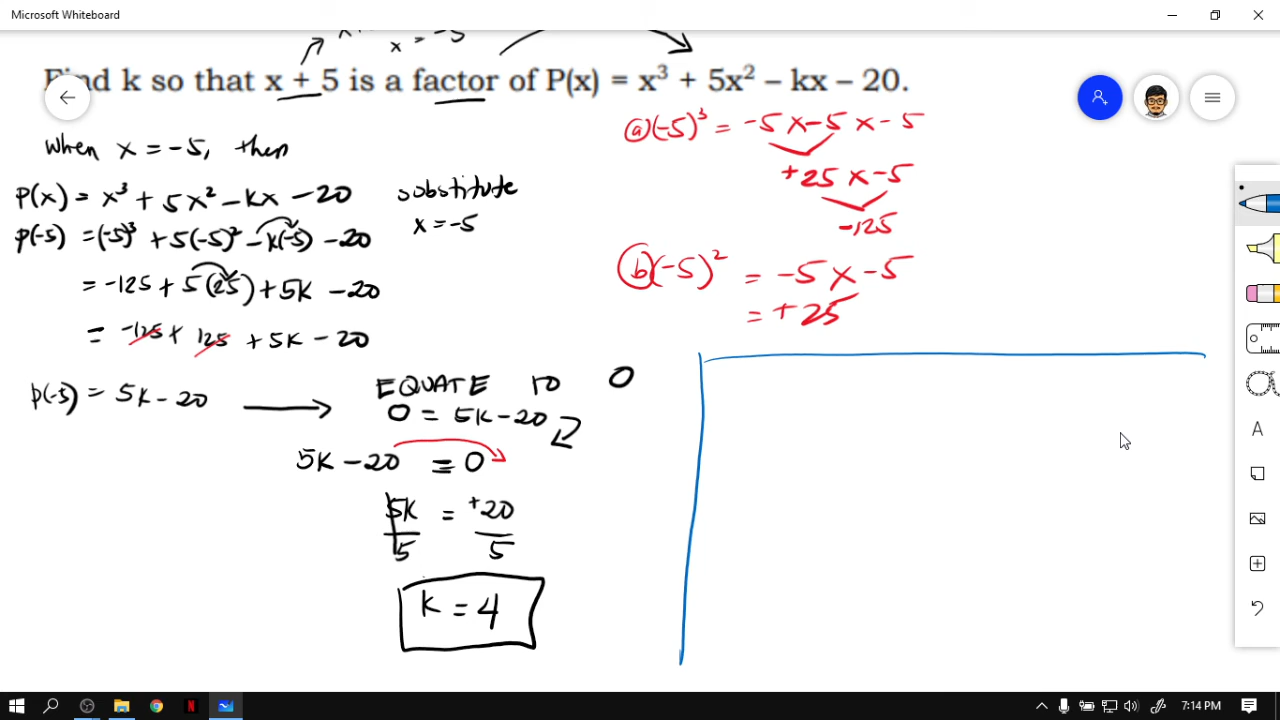 Microsoft Whiteboard
x = -5
Find k so that x + 5 is a factor of P(x) = x³ + 5x² – kx – 20.
when x = -5, then
P(x) = x³ + 5x² - kx - 20
substitute
x = -5
P(-5) = (-5)³ + 5(-5)² - k(-5) - 20
= -125 + 5(25) + 5k - 20
= -125 + 125 + 5k - 20
P(-5) = 5k - 20
EQUATE TO 0
0 = 5k - 20
5k - 20 = 0
5k = +20
5 5
k = 4
a (-5)³ = -5 x -5 x -5
+25 x -5
-125
b (-5)² = -5 x -5
= +25
A
N
7:14 PM